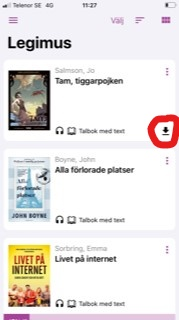 Telenor SE 4G 11:27
Välj
Legimus
Salmson, Jo
Tam, tiggarpojken
Talbok med text
Boyne, John
Alla förlorade platser
JOHN BOYNE
Talbok med text
Sorbring, Emma
Livet på internet
LIVET PÅ
INTERNET
Talbok med text